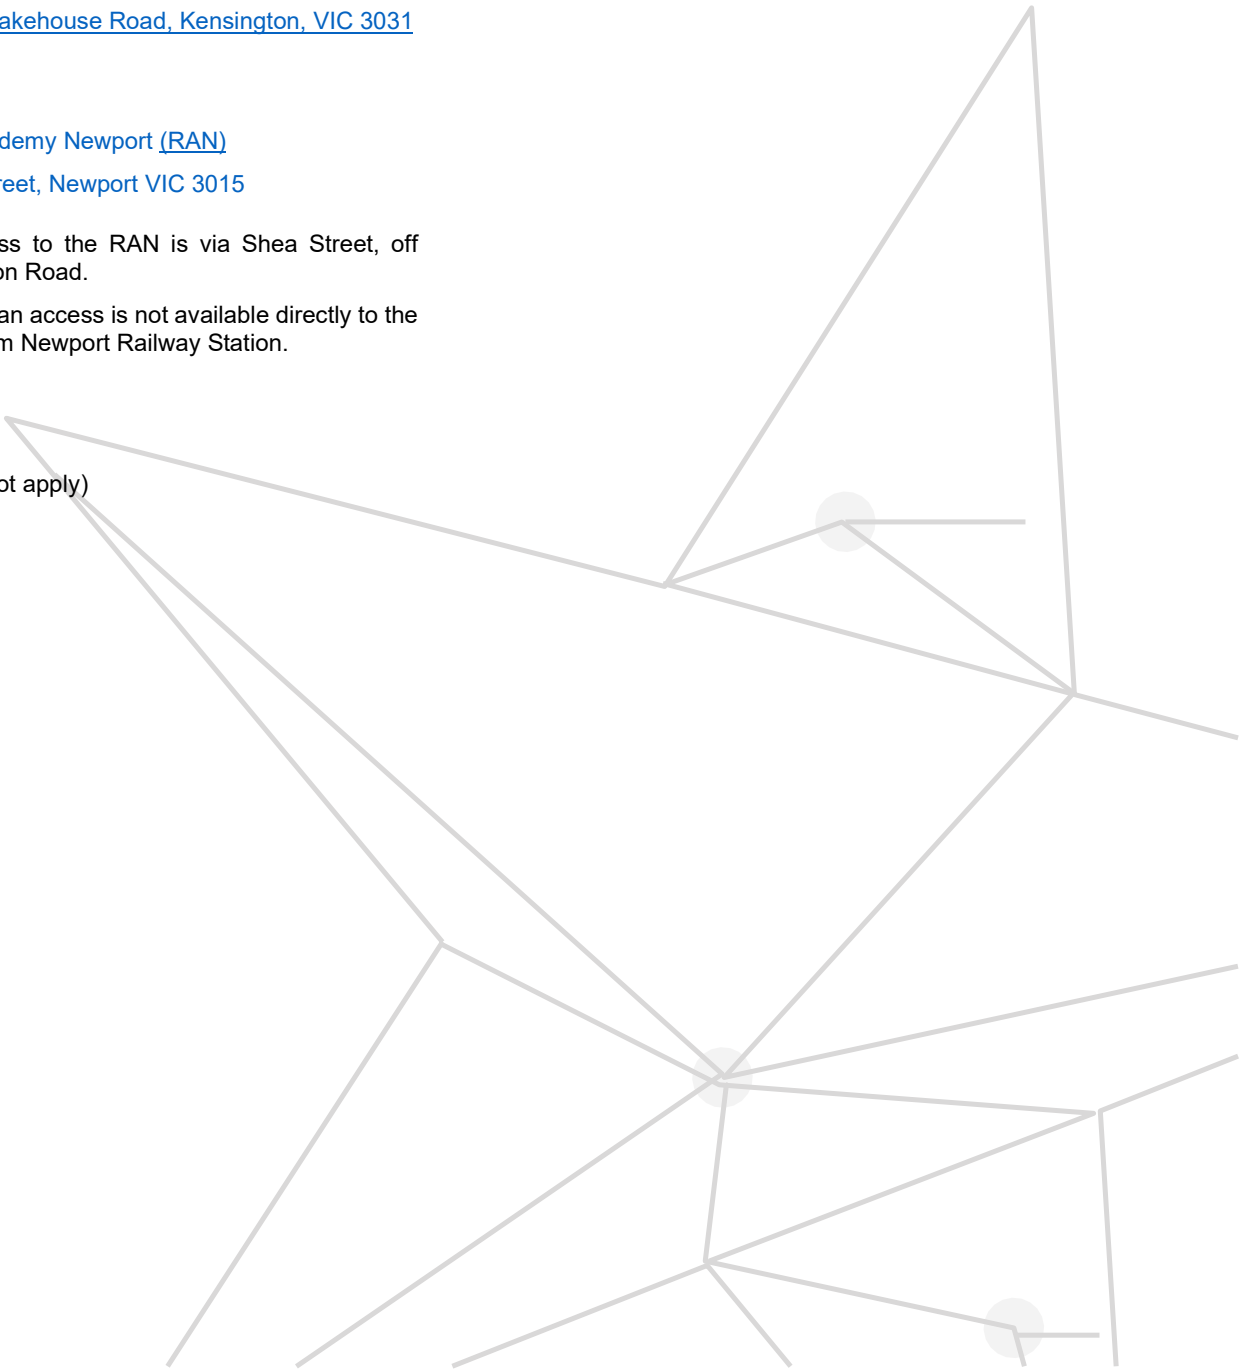 akehouse Road, Kensington, VIC 3031
demy Newport (RAN)
reet, Newport VIC 3015
ss to the RAN is via Shea Street, off
on Road.
an access is not available directly to the
m Newport Railway Station.
ot apply)